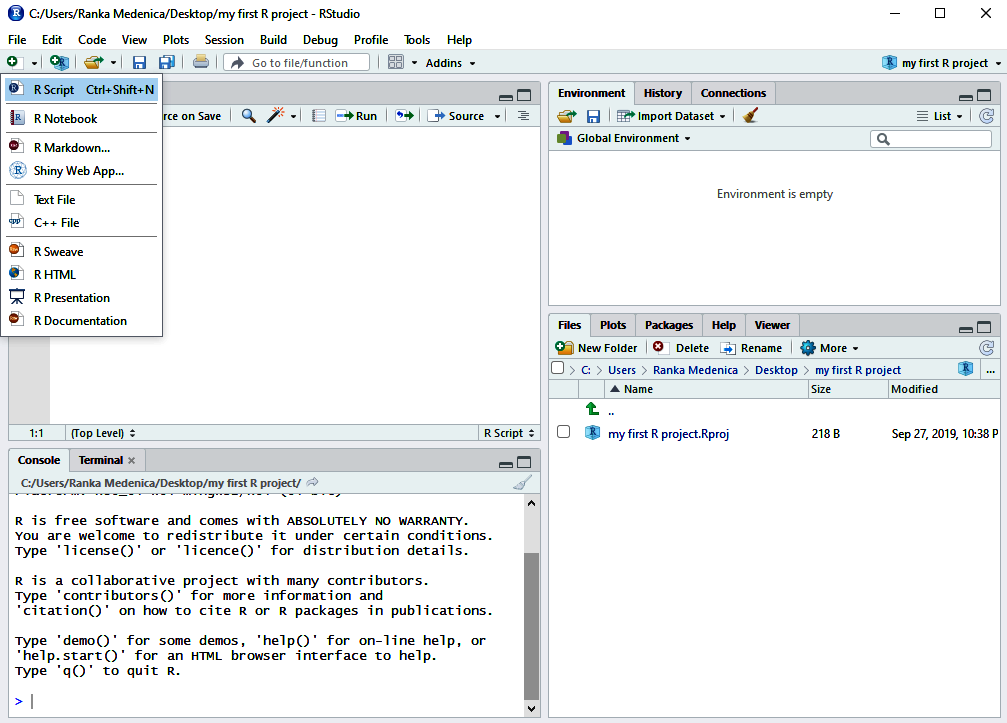 C:/Users/Ranka Medenica/Desktop/my first R project - RStudio
File Edit Code View Plots Session Build Debug Profile Tools Help
Go to file/function Addins my first R project
R Script Ctrl+Shift+N
R Notebook
R Markdown...
Shiny Web App...
Text File
C++ File
R Sweave
R HTML
R Presentation
R Documentation
rce on Save Run Source
1:1 (Top Level) R Script
Console Terminal
C:/Users/Ranka Medenica/Desktop/my first R project/
R is free software and comes with ABSOLUTELY NO WARRANTY.
You are welcome to redistribute it under certain conditions.
Type 'license()' or 'licence()' for distribution details.
R is a collaborative project with many contributors.
Type 'contributors()' for more information and
'citation()' on how to cite R or R packages in publications.
Type 'demo()' for some demos, 'help()' for on-line help, or
'help.start()' for an HTML browser interface to help.
Type 'q()' to quit R.
>
Environment History Connections
Import Dataset List
Global Environment
Environment is empty
Files Plots Packages Help Viewer
New Folder Delete Rename More
C: Users Ranka Medenica Desktop my first R project ...
Name Size Modified
..
my first R project.Rproj 218 B Sep 27, 2019, 10:38 P